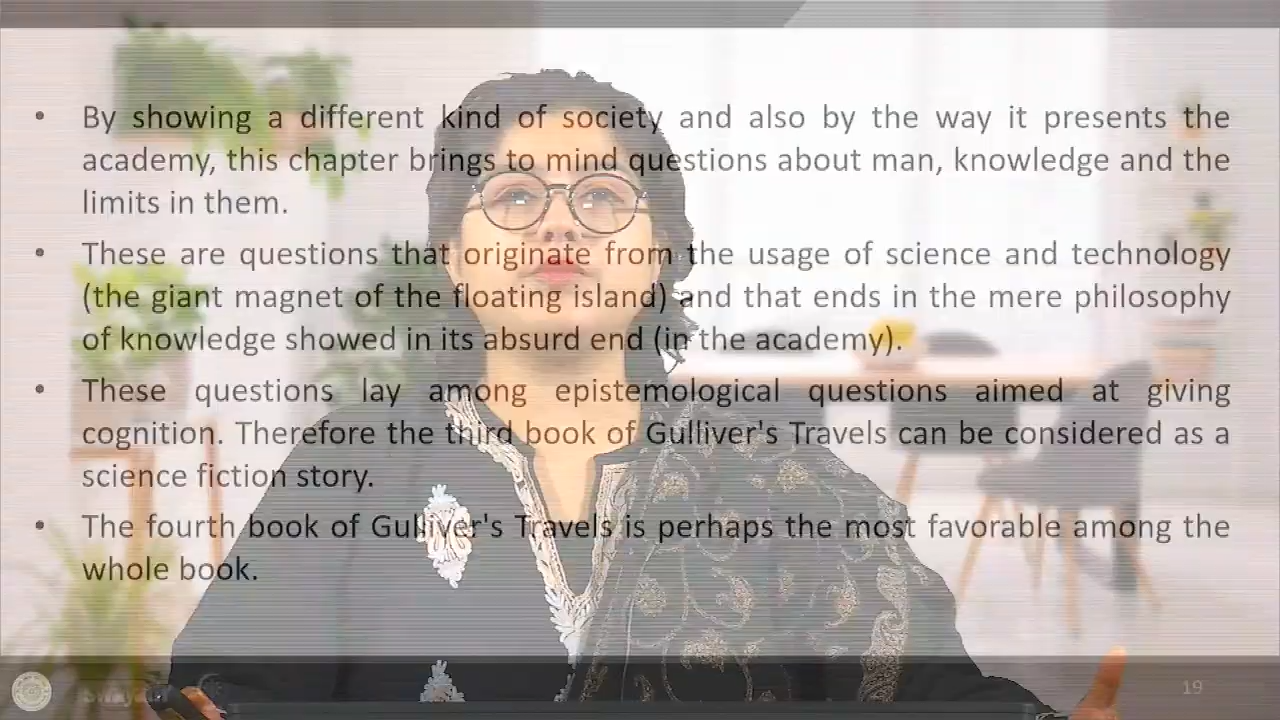 • By showing a different kind of society and also by the way it presents the
academy, this chapter brings to mind questions about man, knowledge and the
limits in them.
• These are questions that originate from the usage of science and technology
(the giant magnet of the floating island) and that ends in the mere philosophy
of knowledge showed in its absurd end (in the academy).
• These questions lay among epistemological questions aimed at giving
cognition. Therefore the third book of Gulliver's Travels can be considered as a
science fiction story.
• The fourth book of Gulliver's Travels is perhaps the most favorable among the
whole book.
19